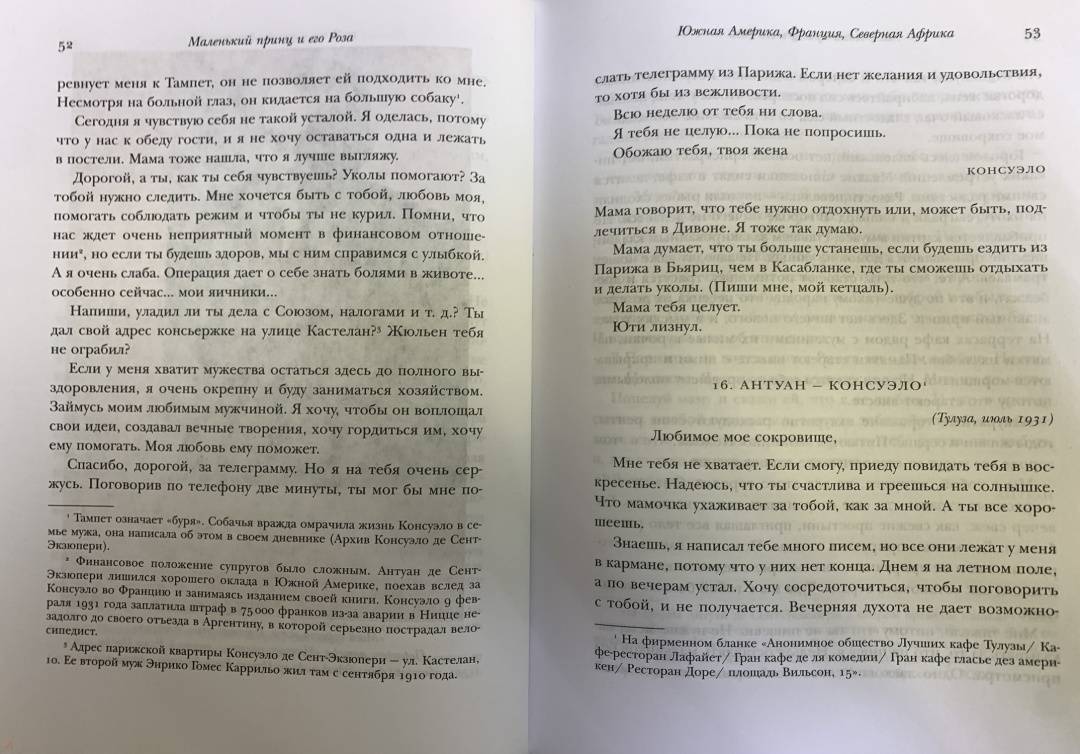 52
Маленький принц и его Роза
ревнует меня к Тампет, он не позволяет ей подходить ко мне.
Несмотря на больной глаз, он кидается на большую собаку¹.
Сегодня я чувствую себя не такой усталой. Я оделась, потому
что у нас к обеду гости, и я не хочу оставаться одна и лежать
в постели. Мама тоже нашла, что я лучше выгляжу.
Дорогой, а ты, как ты себя чувствуешь? Уколы помогают? За
тобой нужно следить. Мне хочется быть с тобой, любовь моя,
помогать соблюдать режим и чтобы ты не курил. Помни, что
нас ждет очень неприятный момент в финансовом отноше-
нии², но если ты будешь здоров, мы с ним справимся с улыбкой.
А я очень слаба. Операция дает о себе знать болями в животе...
особенно сейчас... мои яичники...
Напиши, уладил ли ты дела с Союзом, налогами и т. д.? Ты
дал свой адрес консьержке на улице Кастелан?³ Жюльен тебя
не ограбил?
Если у меня хватит мужества остаться здесь до полного вы-
здоровления, я очень окрепну и буду заниматься хозяйством.
Займусь моим любимым мужчиной. Я хочу, чтобы он воплощал
свои идеи, создавал вечные творения, хочу гордиться им, хочу
ему помогать. Моя любовь ему поможет.
Спасибо, дорогой, за телеграмму. Но я на тебя очень сер-
жусь. Поговорив по телефону две минуты, ты мог бы мне по-
¹ Тампет означает «буря». Собачья вражда омрачила жизнь Консуэло в се-
мье мужа, она написала об этом в своем дневнике (Архив Консуэло де Сент-
Экзюпери).
² Финансовое положение супругов было сложным. Антуан де Сент-
Экзюпери лишился хорошего оклада в Южной Америке, поехав вслед за
Консуэло во Францию и занимаясь изданием своей книги. Консуэло 9 фев-
раля 1931 года заплатила штраф в 75 000 франков из-за аварии в Ницце не-
задолго до своего отъезда в Аргентину, в которой серьезно пострадал вело-
сипедист.
³ Адрес парижской квартиры Консуэло де Сент-Экзюпери — ул. Кастелан,
10. Ее второй муж Энрико Гомес Каррильо жил там с сентября 1910 года.
Южная Америка, Франция, Северная Африка
53
слать телеграмму из Парижа. Если нет желания и удовольствия,
то хотя бы из вежливости.
Всю неделю от тебя ни слова.
Я тебя не целую... Пока не попросишь.
Обожаю тебя, твоя жена
КОНСУЭЛО
Мама говорит, что тебе нужно отдохнуть или, может быть, под-
лечиться в Дивоне. Я тоже так думаю.
Мама думает, что ты больше устанешь, если будешь ездить из
Парижа в Бьяриц, чем в Касабланке, где ты сможешь отдыхать
и делать уколы. (Пиши мне, мой кетцаль).
Мама тебя целует.
Юти лизнул.
16. АНТУАН — КОНСУЭЛО¹
(Тулуза, июль 1931)
Любимое мое сокровище,
Мне тебя не хватает. Если смогу, приеду повидать тебя в вос-
кресенье. Надеюсь, что ты счастлива и греешься на солнышке.
Что мамочка ухаживает за тобой, как за мной. А ты все хоро-
шеешь.
Знаешь, я написал тебе много писем, но все они лежат у меня
в кармане, потому что у них нет конца. Днем я на летном поле,
а по вечерам устал. Хочу сосредоточиться, чтобы поговорить
с тобой, и не получается. Вечерняя духота не дает возможно-
¹ На фирменном бланке «Анонимное общество Лучших кафе Тулузы/ Ка-
фе-ресторан Лафайет/ Гран кафе де ля комедии/ Гран кафе гласье дез амери-
кен/ Ресторан Доре/ площадь Вильсон, 15».